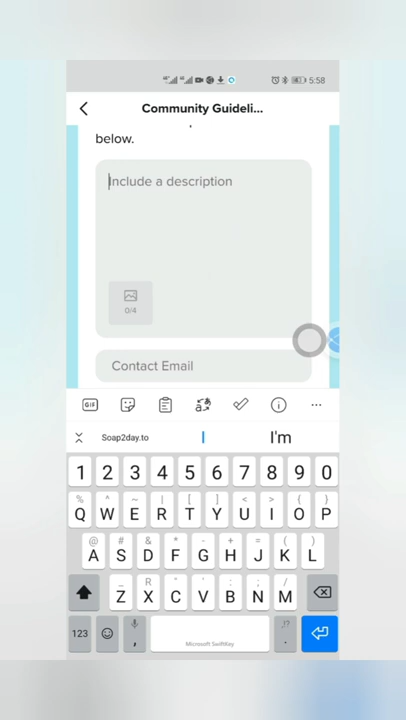 5:58
Community Guideli...
below.
Include a description
0/4
Contact Email
GIF
Soap2day.to I I'm
1 2 3 4 5 6 7 8 9 0
% ^ ~ | [ ] < > { }
Q W E R T Y U I O P
@ # & * - + = ( )
A S D F G H J K L
_ R " ' : ; /
Z X C V B N M
123 , Microsoft SwiftKey ,!? .